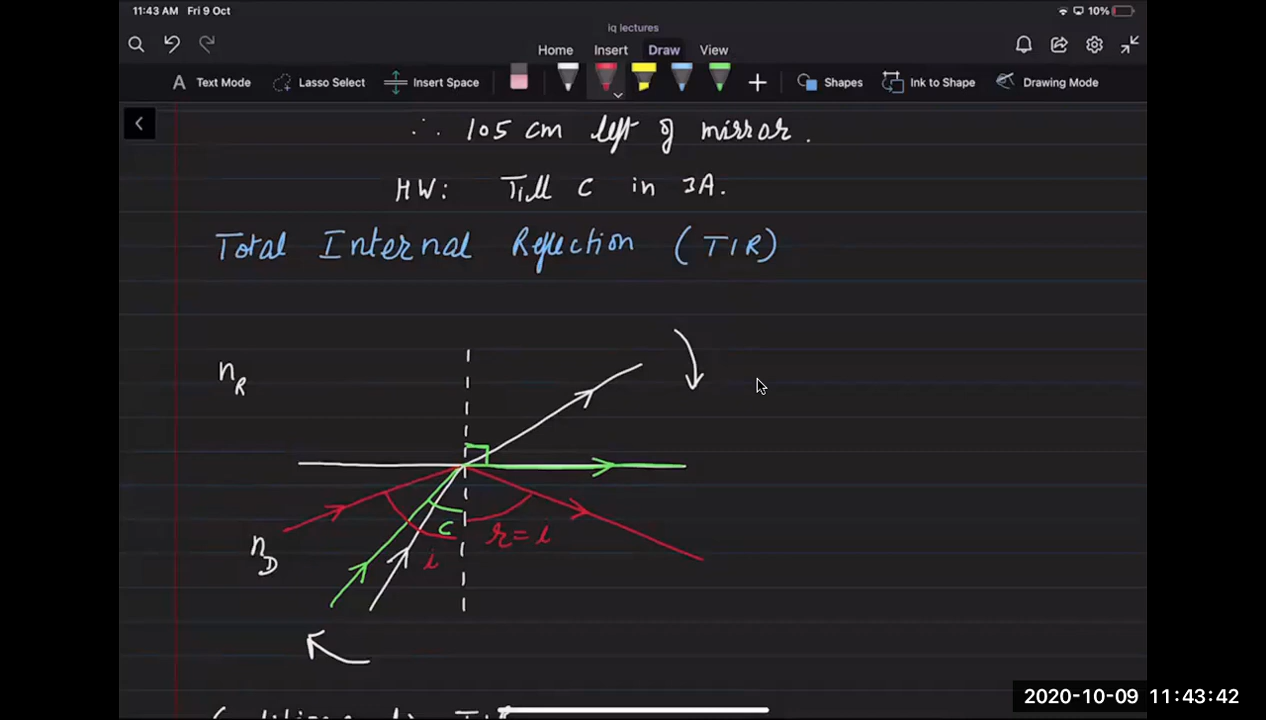 11:43 AM Fri 9 Oct
10%
iq lectures
Home Insert Draw View
A Text Mode Lasso Select Insert Space Shapes Ink to Shape Drawing Mode
∴ 105 cm left of mirror.
HW: Till C in 3A.
Total Internal Reflection (TIR)
n_R
n_D
c
r = i
i
2020-10-09 11:43:42